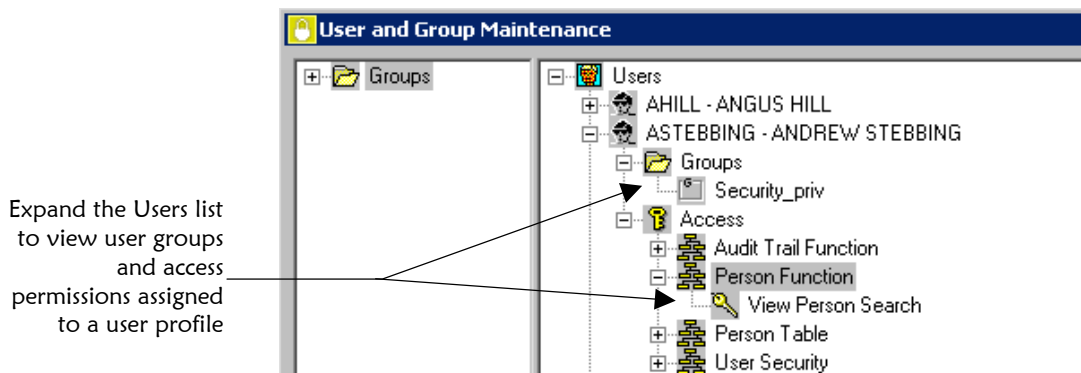 User and Group Maintenance
Groups
Users
AHILL - ANGUS HILL
ASTEBBING - ANDREW STEBBING
Groups
G
Security_priv
Access
Audit Trail Function
Person Function
View Person Search
Person Table
User Security
Expand the Users list
to view user groups
and access
permissions assigned
to a user profile